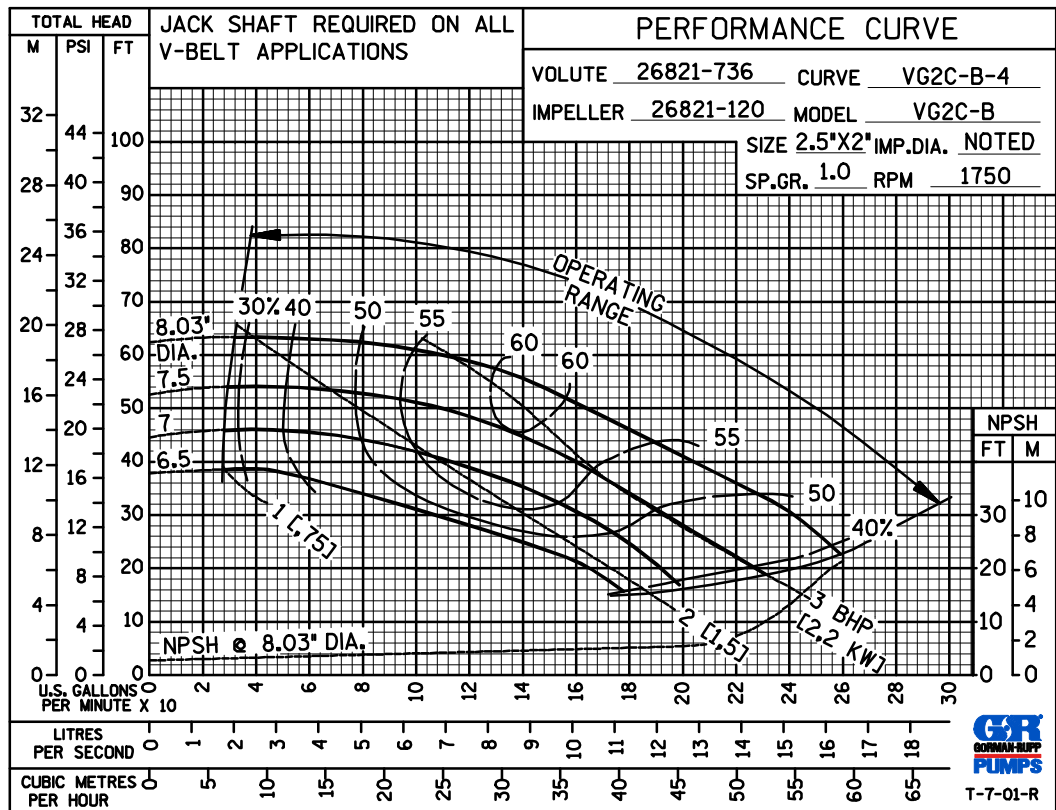 TOTAL HEAD
M PSI FT
JACK SHAFT REQUIRED ON ALL
V-BELT APPLICATIONS
PERFORMANCE CURVE
VOLUTE 26821-736 CURVE VG2C-B-4
IMPELLER 26821-120 MODEL VG2C-B
SIZE 2.5"X2" IMP.DIA. NOTED
SP.GR. 1.0 RPM 1750
32
28
24
20
16
12
8
4
0
44
40
36
32
28
24
20
16
12
8
4
0
100
90
80
70
60
50
40
30
20
10
0
OPERATING
RANGE
30% 40 50 55
60
60
55
50
40%
8.03"
DIA.
7.5
7
6.5
1 [.75]
2 [1.5]
3 BHP
[2.2 KW]
NPSH @ 8.03" DIA.
NPSH
FT M
30
20
10
0
10
8
6
4
2
0
U.S. GALLONS
PER MINUTE X 10
0 2 4 6 8 10 12 14 16 18 20 22 24 26 28 30
LITRES
PER SECOND
0 1 2 3 4 5 6 7 8 9 10 11 12 13 14 15 16 17 18
CUBIC METRES
PER HOUR
0 5 10 15 20 25 30 35 40 45 50 55 60 65
GR
GORMAN-RUPP
PUMPS
T-7-01-R